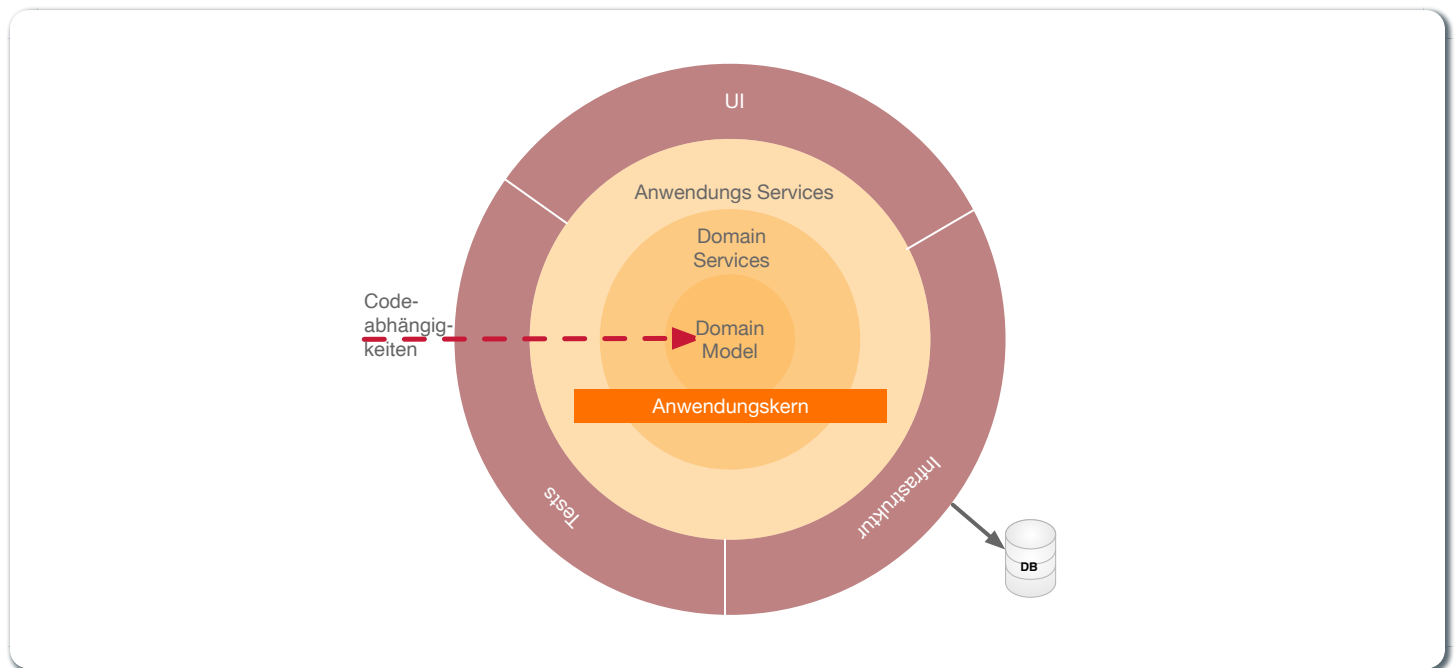 UI
Anwendungs Services
Domain
Services
Code-
abhängig-
keiten
Domain
Model
Anwendungskern
Tests
Infrastruktur
DB